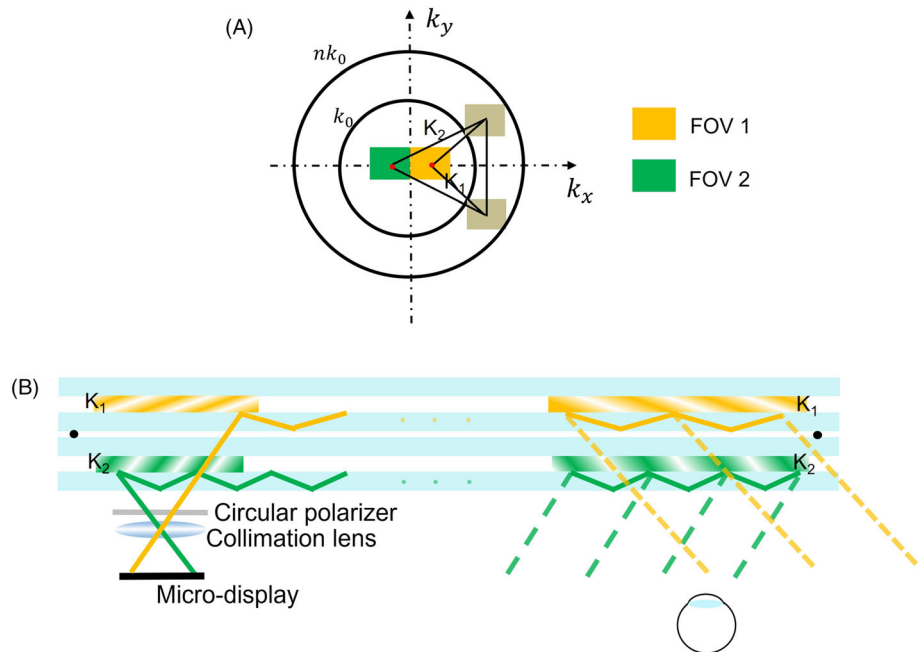 (A)
k_y
nk_0
k_0
K_2
K_1
k_x
FOV 1
FOV 2
(B)
K_1
K_1
K_2
K_2
Circular polarizer
Collimation lens
Micro-display